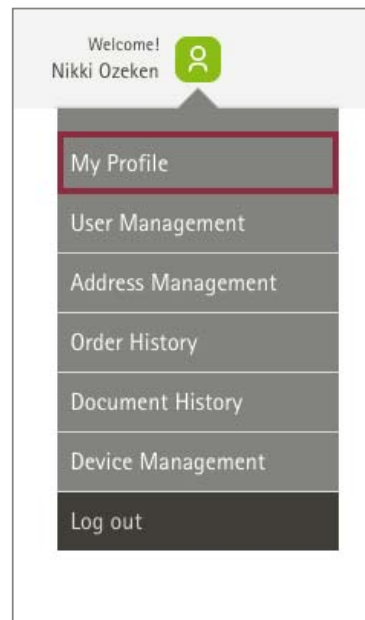 Welcome!
Nikki Ozeken
My Profile
User Management
Address Management
Order History
Document History
Device Management
Log out